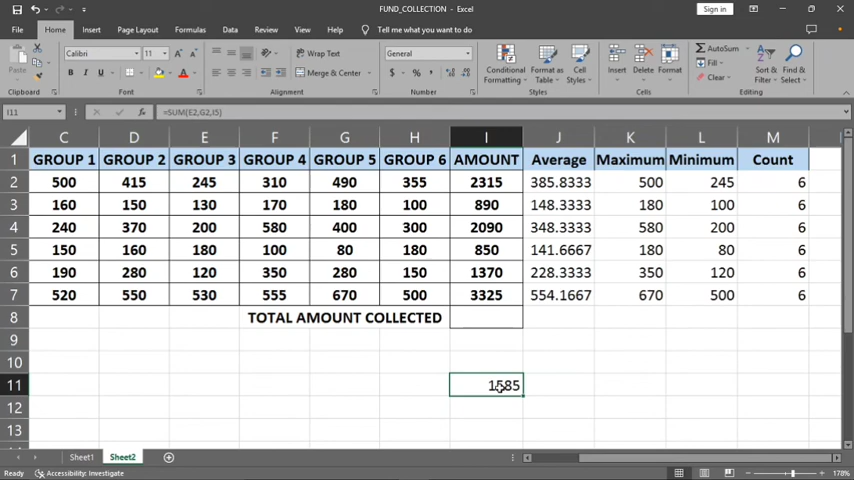 FUND_COLLECTION - Excel
Sign in
File Home Insert Page Layout Formulas Data Review View Help Tell me what you want to do
Paste
Calibri 11
B I U
Wrap Text
Merge & Center
General
$ % ,
Conditional Formatting
Format as Table
Cell Styles
Insert Delete Format
AutoSum
Fill
Clear
Sort & Filter
Find & Select
Clipboard Font Alignment Number Styles Cells Editing
I11 fx =SUM(E2,G2,I5)
C D E F G H I J K L M
1 GROUP 1 GROUP 2 GROUP 3 GROUP 4 GROUP 5 GROUP 6 AMOUNT Average Maximum Minimum Count
2 500 415 245 310 490 355 2315 385.8333 500 245 6
3 160 150 130 170 180 100 890 148.3333 180 100 6
4 240 370 200 580 400 300 2090 348.3333 580 200 6
5 150 160 180 100 80 180 850 141.6667 180 80 6
6 190 280 120 350 280 150 1370 228.3333 350 120 6
7 520 550 530 555 670 500 3325 554.1667 670 500 6
8 TOTAL AMOUNT COLLECTED
9
10
11 1585
12
13
Sheet1 Sheet2
Ready Accessibility: Investigate 178%